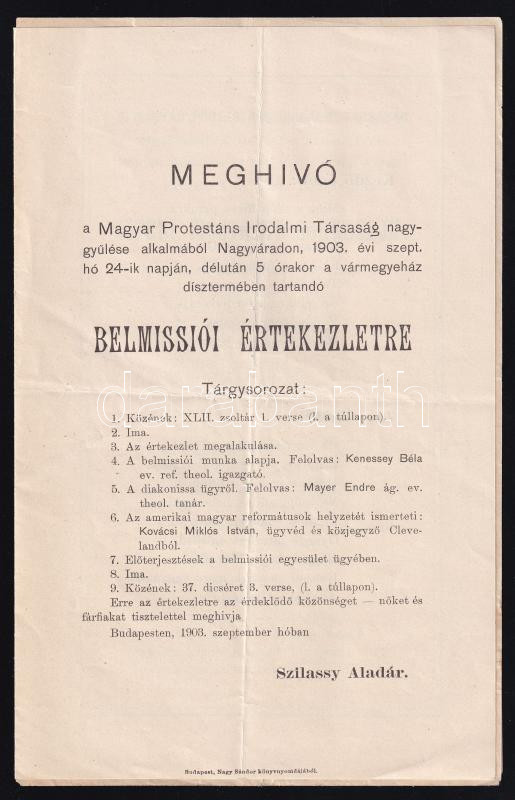 MEGHIVÓ
a Magyar Protestáns Irodalmi Társaság nagy-
gyűlése alkalmából Nagyváradon, 1903. évi szept.
hó 24-ik napján, délután 5 órakor a vármegyeház
dísztermében tartandó
BELMISSIÓI ÉRTEKEZLETRE
Tárgysorozat:
darabanth
1. Közének: XLII. zsoltár 1. verse (l. a túllapon).
2. Ima.
3. Az értekezlet megalakulása.
4. A belmissiói munka alapja. Felolvas: Kenessey Béla
ev. ref. theol. igazgató.
5. A diakonissa ügyről. Felolvas: Mayer Endre ág. ev.
theol. tanár.
6. Az amerikai magyar reformátusok helyzetét ismerteti:
Kovácsi Miklós István, ügyvéd és közjegyző Cleve-
landból.
7. Előterjesztések a belmissiói egyesület ügyében.
8. Ima.
9. Közének: 37. dicséret 3. verse, (l. a túllapon).
Erre az értekezletre az érdeklődő közönséget — nőket és
férfiakat tisztelettel meghivja
Budapesten, 1903. szeptember hóban
Szilassy Aladár.
Budapest, Nagy Sándor könyvnyomdájából.